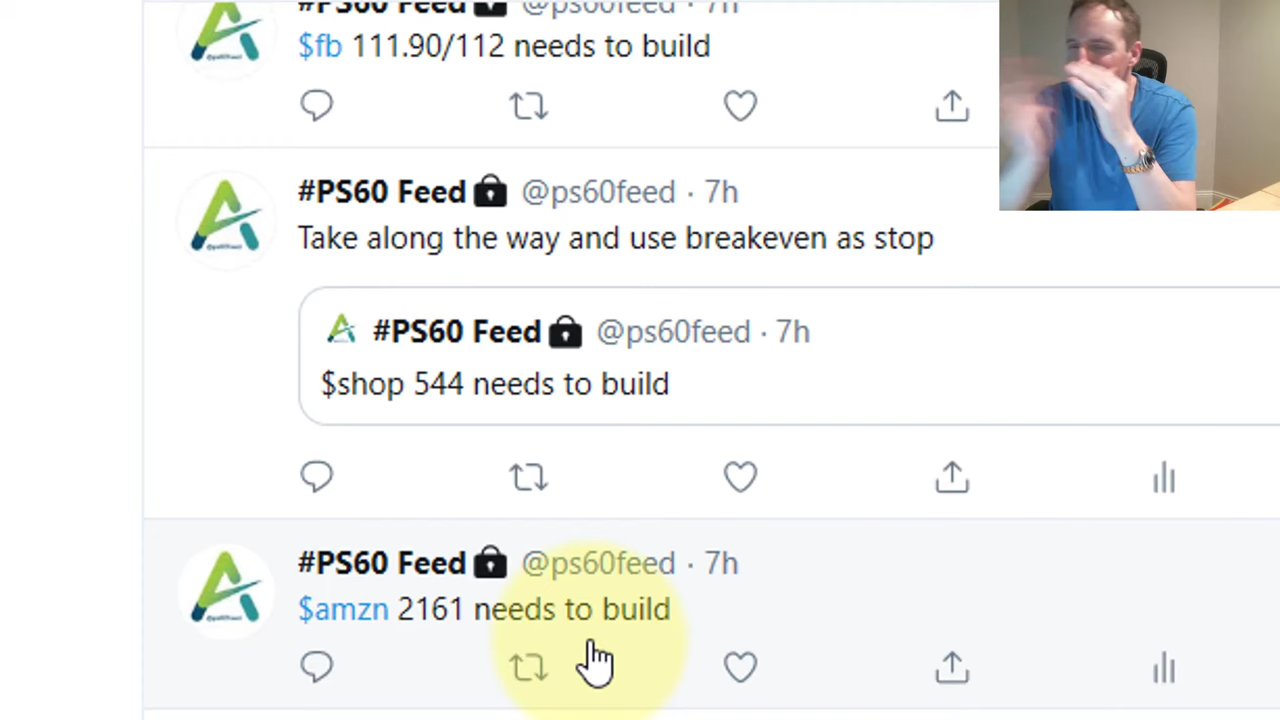 #PS60 Feed @ps60feed · 7h
$fb 111.90/112 needs to build
#PS60 Feed @ps60feed · 7h
Take along the way and use breakeven as stop
#PS60 Feed @ps60feed · 7h
$shop 544 needs to build
#PS60 Feed @ps60feed · 7h
$amzn 2161 needs to build